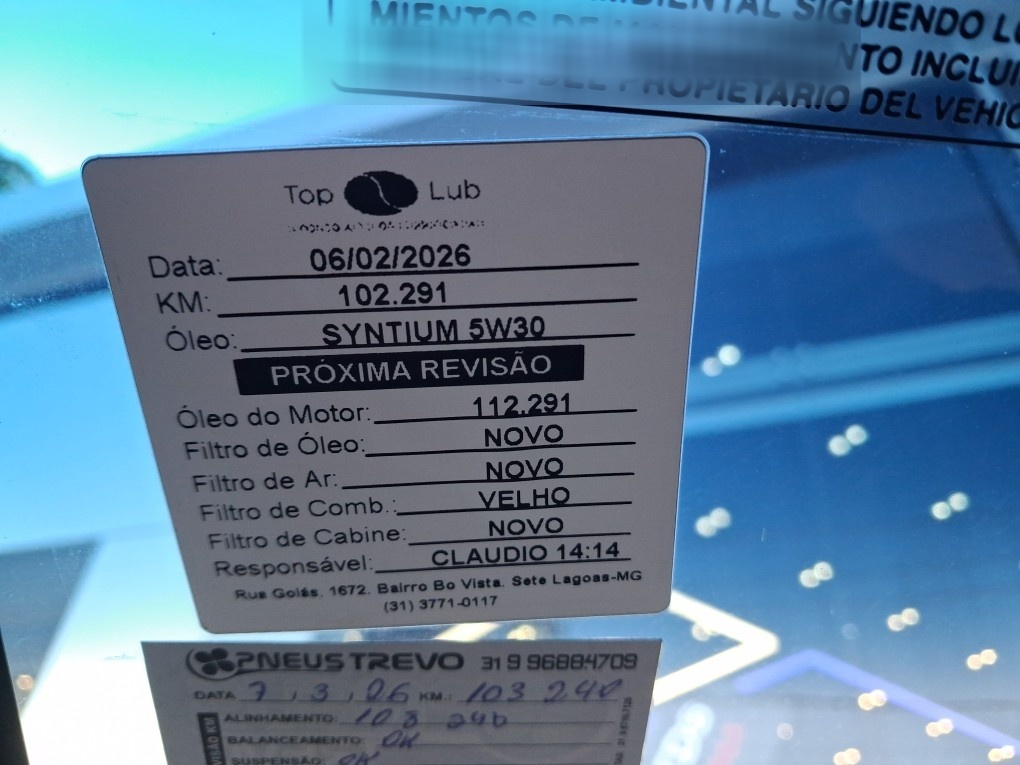 SIGUIENDO
MIENTOS DE
NTO INCLUI
PROPIETARIO DEL VEHIC
Top Lub
Data: 06/02/2026
KM: 102.291
Óleo: SYNTIUM 5W30
PRÓXIMA REVISÃO
Óleo do Motor: 112.291
Filtro de Óleo: NOVO
Filtro de Ar: NOVO
Filtro de Comb.: VELHO
Filtro de Cabine: NOVO
Responsável: CLAUDIO 14:14
Rua Goiás, 1672, Bairro Bo Vista, Sete Lagoas-MG
(31) 3771-0117
PNEUS TREVO 31 9 96884709
DATA 7 , 3 , 26 KM.: 103 240
ALINHAMENTO: 103 240
BALANCEAMENTO: OK
SUSPENSÃO: OK